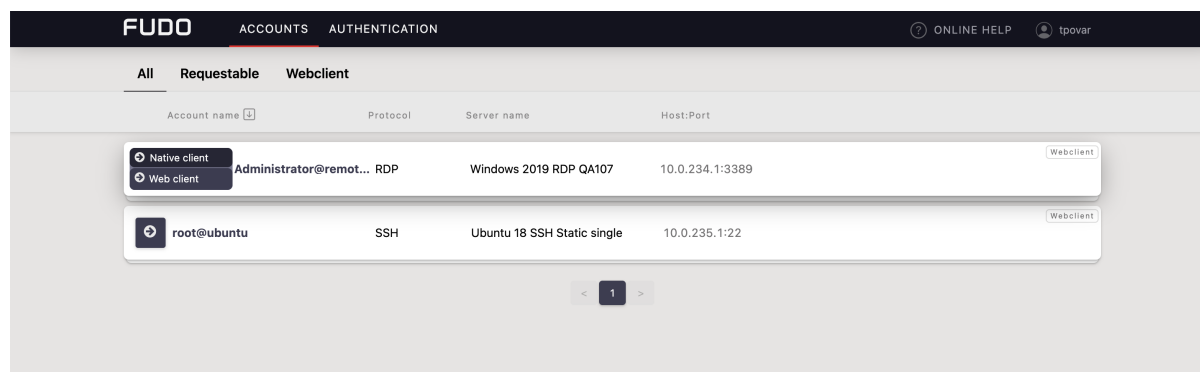 FUDO ACCOUNTS AUTHENTICATION ? ONLINE HELP tpovar
All Requestable Webclient
Account name Protocol Server name Host:Port
Native client
Web client
Administrator@remot... RDP Windows 2019 RDP QA107 10.0.234.1:3389 Webclient
root@ubuntu SSH Ubuntu 18 SSH Static single 10.0.235.1:22 Webclient
< 1 >